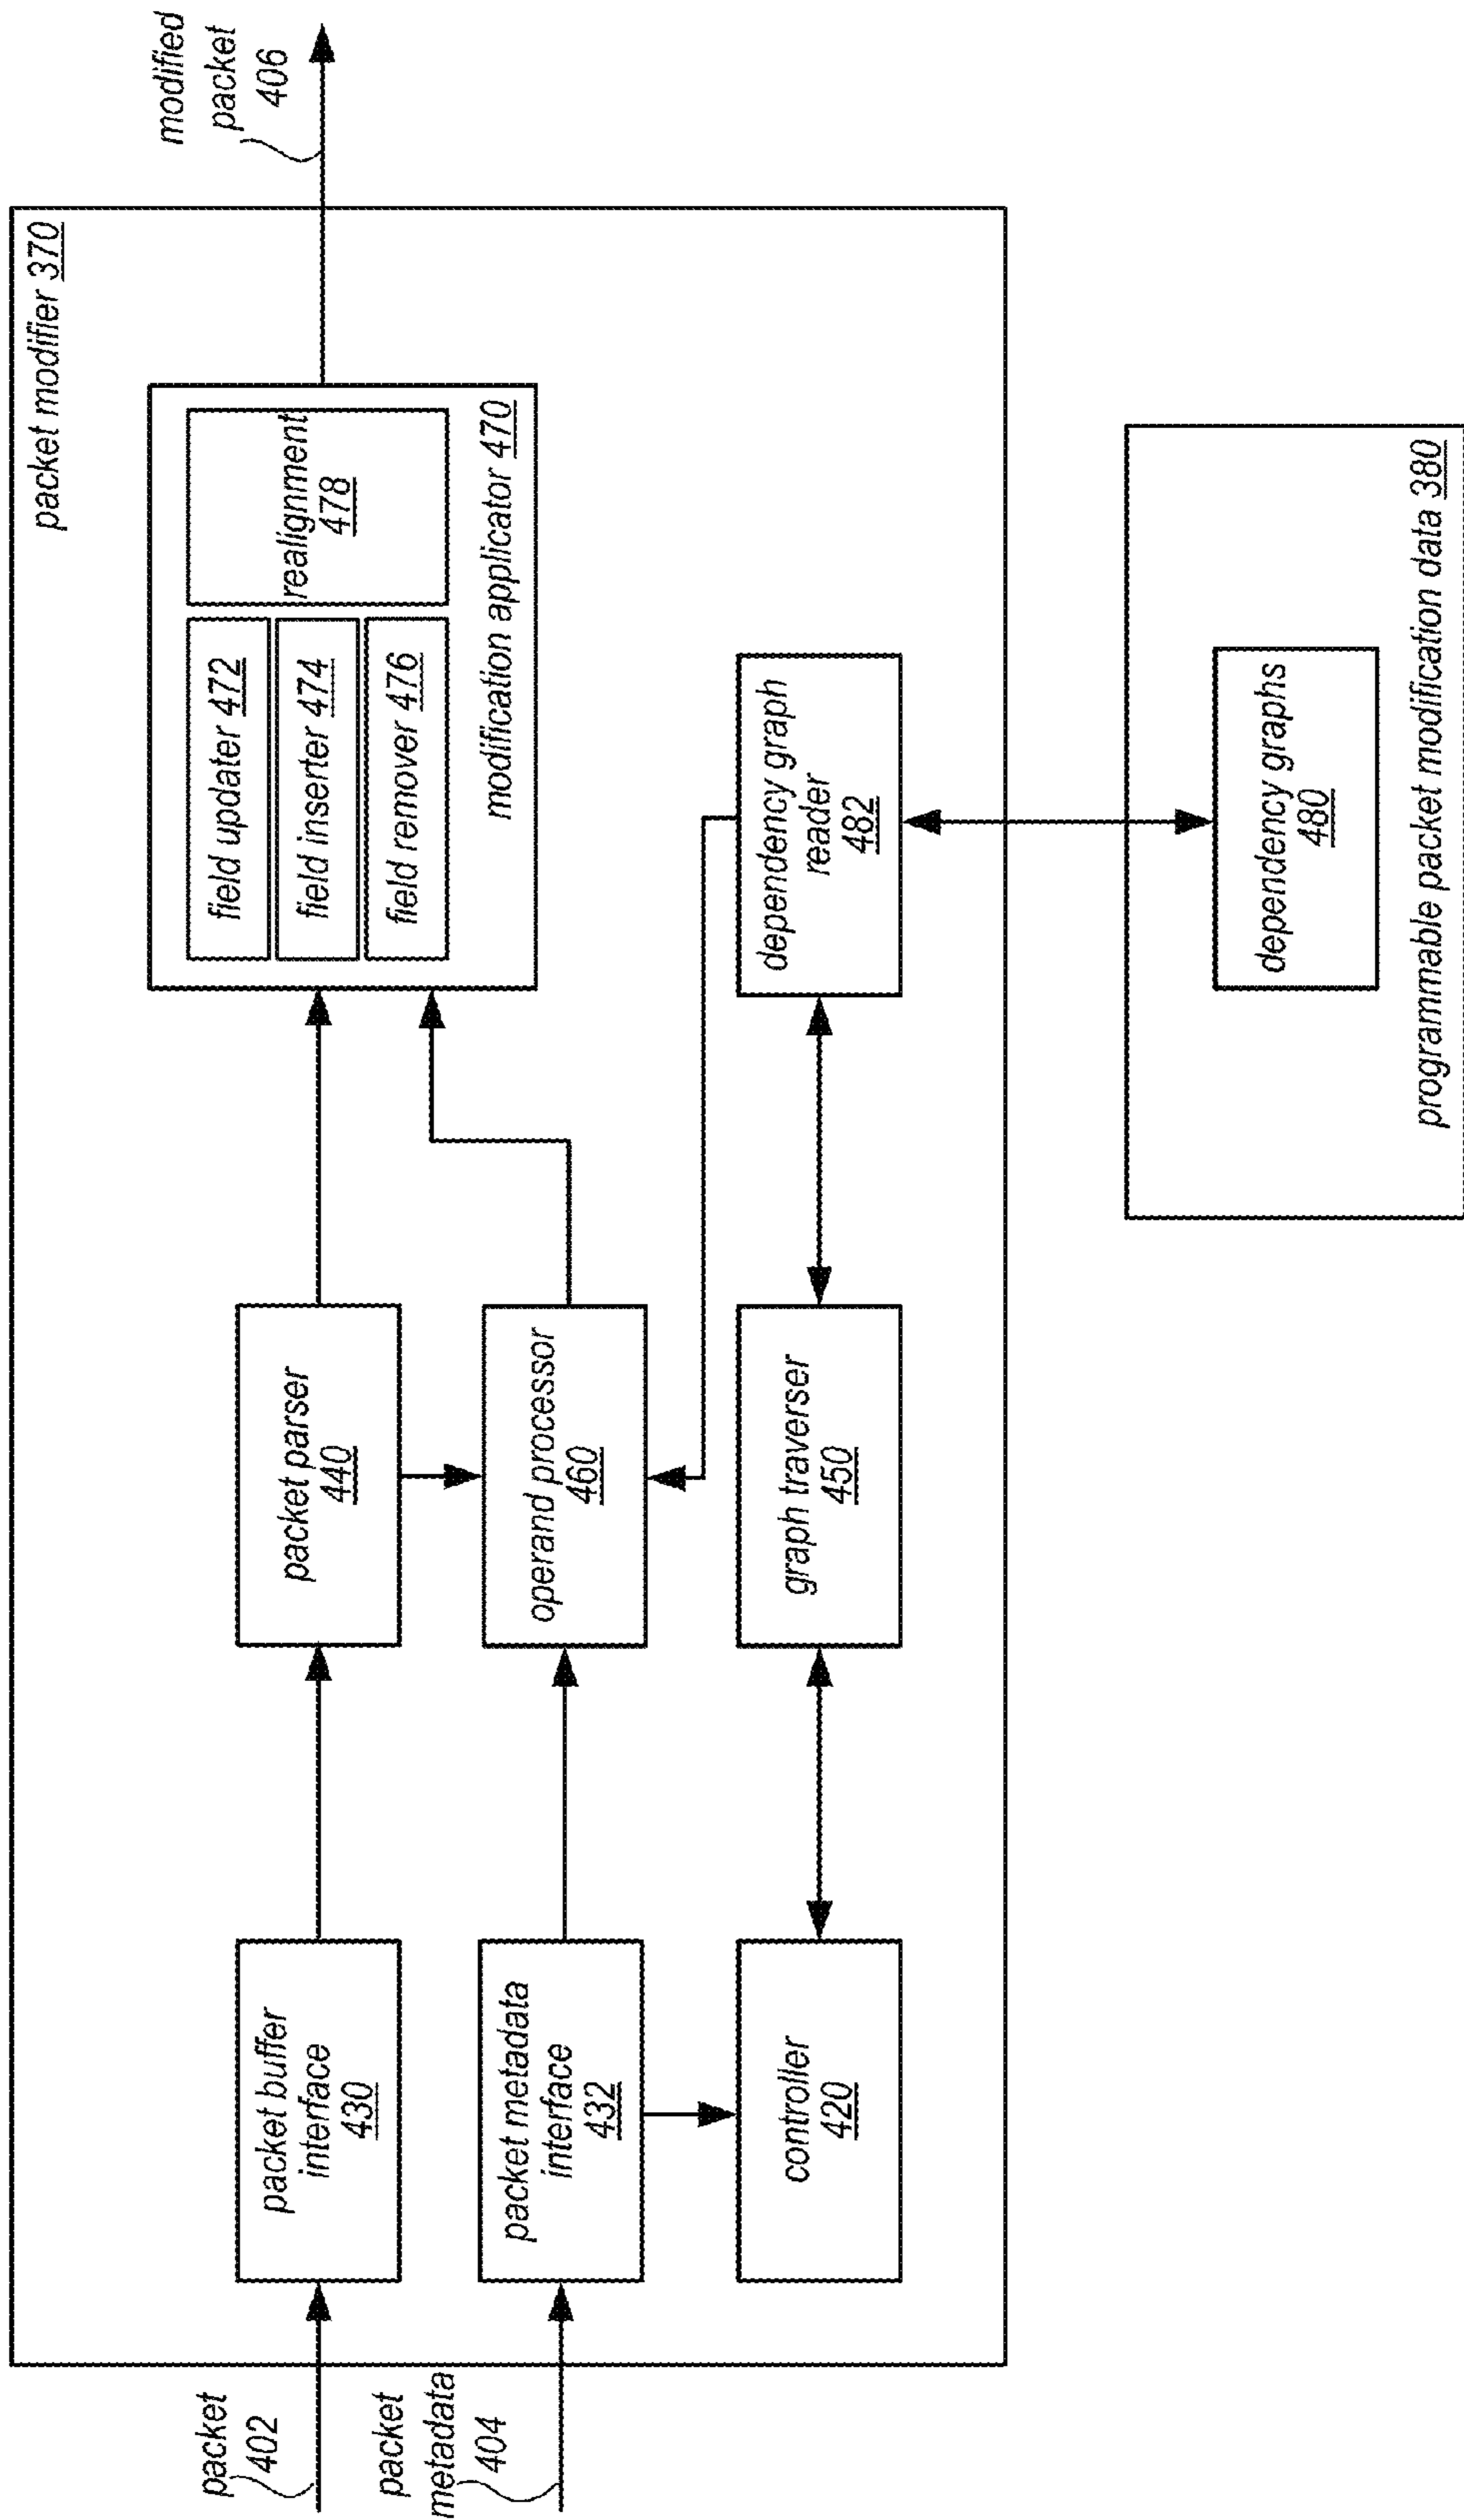 packet modifier 370
modified
packet
406
packet
402
packet
metadata
404
packet buffer
interface
430
packet parser
440
field updater 472
field inserter 474
field remover 476
realignment
478
modification applicator 470
packet metadata
interface
432
operand processor
460
controller
420
graph traverser
450
dependency graph
reader
482
dependency graphs
480
programmable packet modification data 380